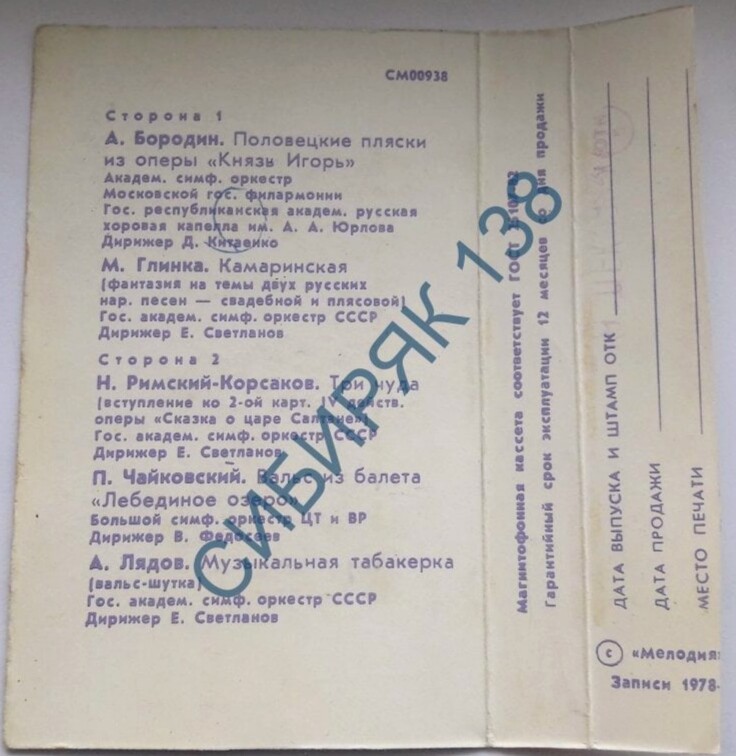 СМ00938
Сторона 1
А. Бородин. Половецкие пляски
из оперы «Князь Игорь»
Академ. симф. оркестр
Московской гос. филармонии
Гос. республиканская академ. русская
хоровая капелла им. А. А. Юрлова
Дирижер Д. Китаенко
М. Глинка. Камаринская
(фантазия на темы двух русских
нар. песен — свадебной и плясовой)
Гос. академ. симф. оркестр СССР
Дирижер Е. Светланов
Сторона 2
Н. Римский-Корсаков. Три чуда
(вступление ко 2-ой карт. IV действ.
оперы «Сказка о царе Салтане»)
Гос. академ. симф. оркестр СССР
Дирижер Е. Светланов
П. Чайковский. Вальс из балета
«Лебединое озеро»
Большой симф. оркестр ЦТ и ВР
Дирижер В. Федосеев
А. Лядов. Музыкальная табакерка
(вальс-шутка)
Гос. академ. симф. оркестр СССР
Дирижер Е. Светланов
Магнитофонная кассета соответствует ГОСТ
Гарантийный срок эксплуатации 12 месяцев со дня продажи
ДАТА ВЫПУСКА И ШТАМП ОТК
ДАТА ПРОДАЖИ
МЕСТО ПЕЧАТИ
© «Мелодия
Записи 1978-
СИБИРЯК 138